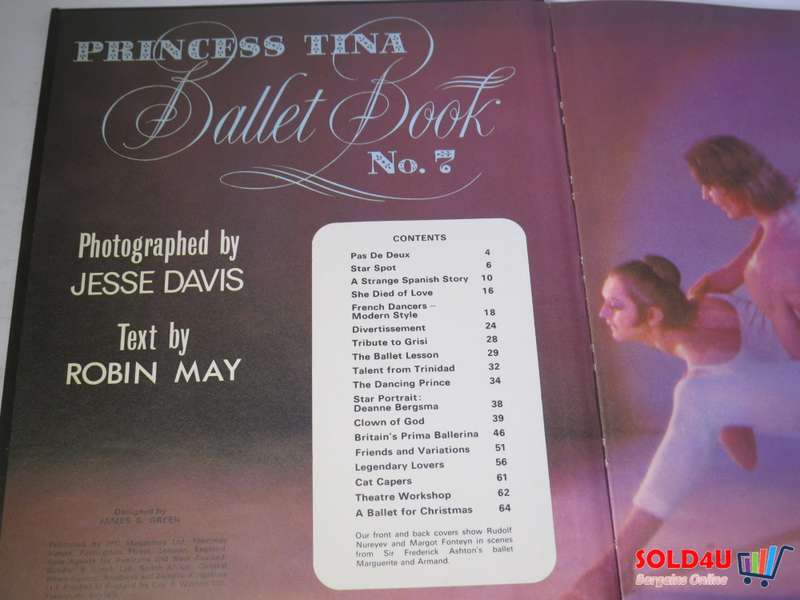 PRINCESS TINA
Ballet Book
No. 7
Photographed by
JESSE DAVIS
Text by
ROBIN MAY
CONTENTS
Pas De Deux 4
Star Spot 6
A Strange Spanish Story 10
She Died of Love 16
French Dancers –
Modern Style 18
Divertissement 24
Tribute to Grisi 28
The Ballet Lesson 29
Talent from Trinidad 32
The Dancing Prince 34
Star Portrait:
Deanne Bergsma 38
Clown of God 39
Britain's Prima Ballerina 46
Friends and Variations 51
Legendary Lovers 56
Cat Capers 61
Theatre Workshop 62
A Ballet for Christmas 64
Our front and back covers show Rudolf
Nureyev and Margot Fonteyn in scenes
from Sir Frederick Ashton's ballet
Marguerite and Armand.
Designed by
JAMES S. GREEN
SOLD4U
Bargains Online